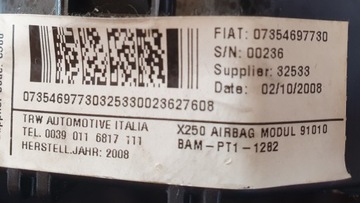 FIAT: 07354697730
S/N: 00236
Supplier: 32533
Date: 02/10/2008
07354697730325330023627608
TRW AUTOMOTIVE ITALIA
TEL. 0039 011 6817 111
HERSTELL.JAHR: 2008
X250 AIRBAG MODUL 91010
BAM-PT1-1282